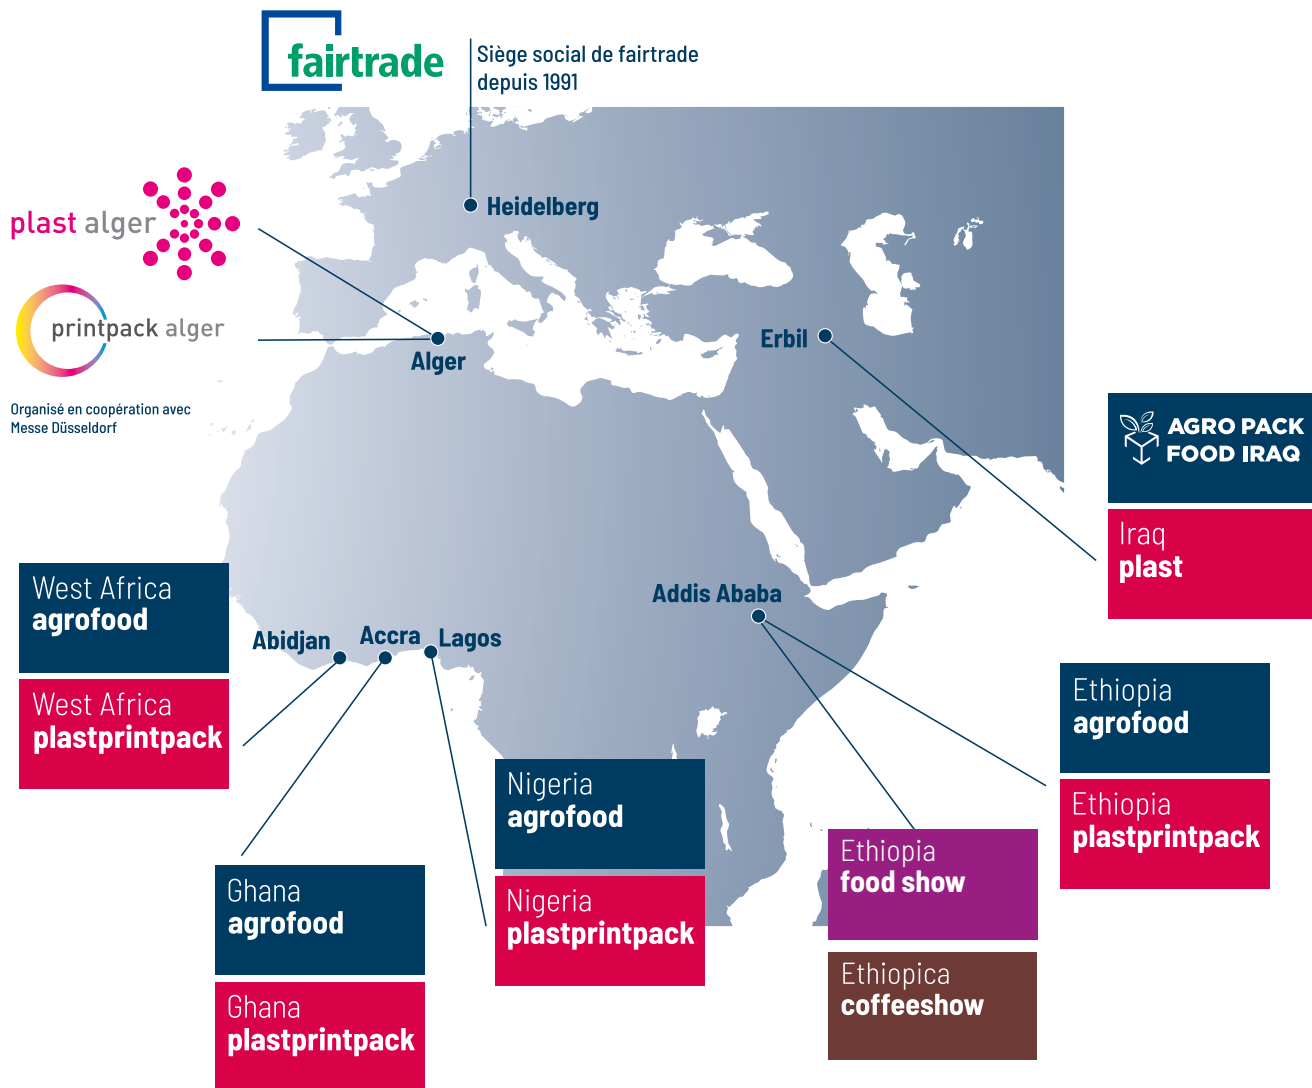 fairtrade
Siège social de fairtrade
depuis 1991
Heidelberg
plast alger
printpack alger
Organisé en coopération avec
Messe Düsseldorf
Alger
Erbil
AGRO PACK
FOOD IRAQ
Iraq
plast
West Africa
agrofood
West Africa
plastprintpack
Abidjan
Accra
Lagos
Addis Ababa
Ethiopia
agrofood
Ethiopia
plastprintpack
Nigeria
agrofood
Nigeria
plastprintpack
Ethiopia
food show
Ethiopica
coffeeshow
Ghana
agrofood
Ghana
plastprintpack